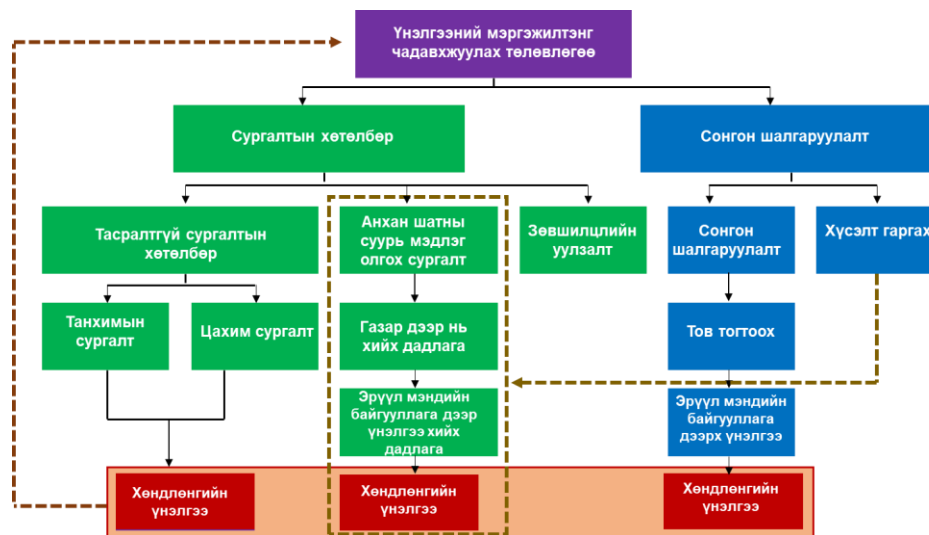 Үнэлгээний мэргэжилтэнг
чадавхжуулах төлөвлөгөө
Сургалтын хөтөлбөр
Сонгон шалгаруулалт
Тасралтгүй сургалтын
хөтөлбөр
Анхан шатны
суурь мэдлэг
олгох сургалт
Зөвшилцлийн
уулзалт
Сонгон
шалгаруулалт
Хүсэлт гаргах
Танхимын
сургалт
Цахим сургалт
Газар дээр нь
хийх дадлага
Тов тогтоох
Эрүүл мэндийн
байгууллага дээр
үнэлгээ хийх
дадлага
Эрүүл мэндийн
байгууллага
дээрх үнэлгээ
Хөндлөнгийн
үнэлгээ
Хөндлөнгийн
үнэлгээ
Хөндлөнгийн
үнэлгээ